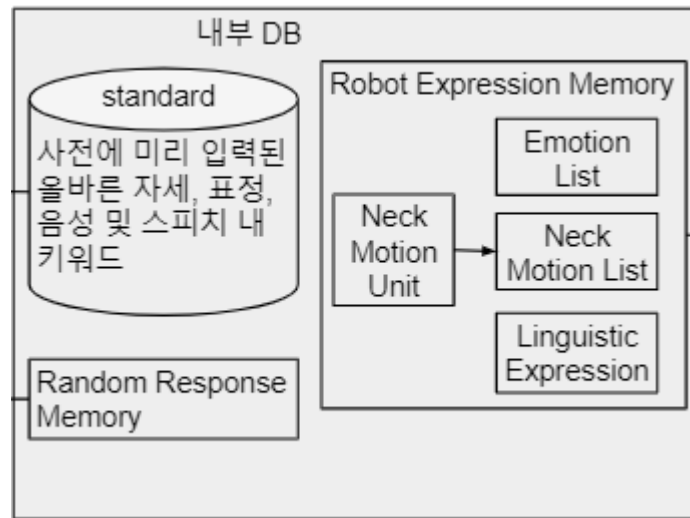 내부 DB
standard
사전에 미리 입력된
올바른 자세, 표정,
음성 및 스피치 내
키워드
Random Response
Memory
Robot Expression Memory
Neck
Motion
Unit
Emotion
List
Neck
Motion List
Linguistic
Expression